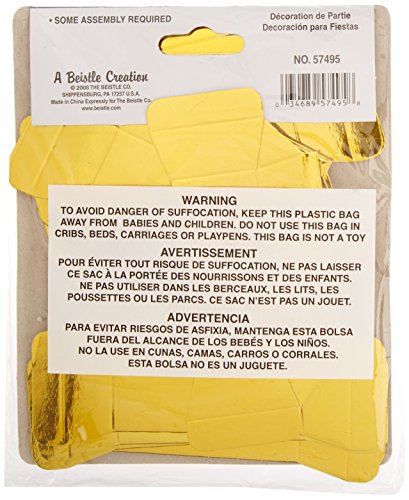 • SOME ASSEMBLY REQUIRED
Décoration de Partie
Decoración para Fiestas
NO. 57495
A Beistle Creation
© 2008 THE BEISTLE CO.
SHIPPENSBURG, PA 17257 U.S.A.
Made in China Expressly for The Beistle Co.
www.beistle.com
0 34689 57495 8
WARNING
TO AVOID DANGER OF SUFFOCATION, KEEP THIS PLASTIC BAG
AWAY FROM BABIES AND CHILDREN. DO NOT USE THIS BAG IN
CRIBS, BEDS, CARRIAGES OR PLAYPENS. THIS BAG IS NOT A TOY
AVERTISSEMENT
POUR ÉVITER TOUT RISQUE DE SUFFOCATION, NE PAS LAISSER
CE SAC À LA PORTÉE DES NOURRISSONS ET DES ENFANTS.
NE PAS UTILISER DANS LES BERCEAUX, LES LITS, LES
POUSSETTES OU LES PARCS. CE SAC N'EST PAS UN JOUET.
ADVERTENCIA
PARA EVITAR RIESGOS DE ASFIXIA, MANTENGA ESTA BOLSA
FUERA DEL ALCANCE DE LOS BEBÉS Y LOS NIÑOS.
NO LA USE EN CUNAS, CAMAS, CARROS O CORRALES.
ESTA BOLSA NO ES UN JUGUETE.